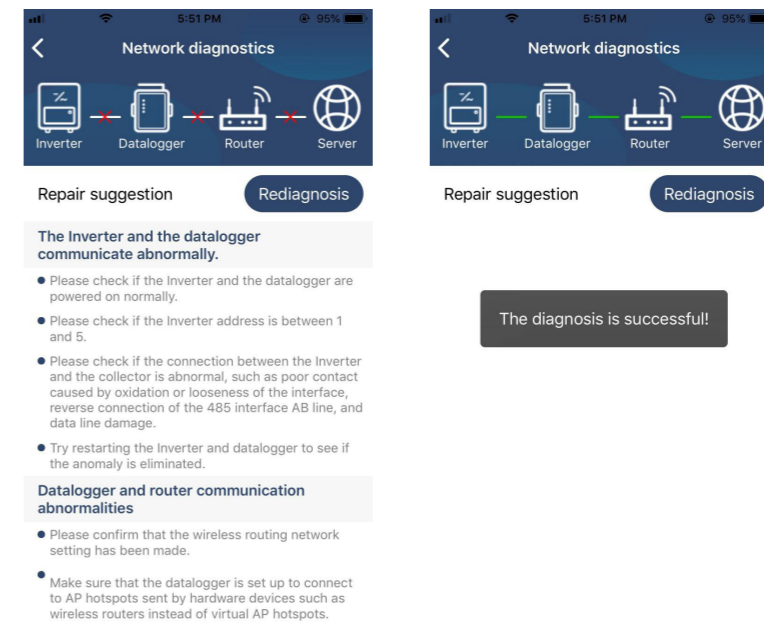 5:51 PM
95%
Network diagnostics
Inverter
Datalogger
Router
Server
Repair suggestion
Rediagnosis
The Inverter and the datalogger
communicate abnormally.
Please check if the Inverter and the datalogger are
powered on normally.
Please check if the Inverter address is between 1
and 5.
Please check if the connection between the Inverter
and the collector is abnormal, such as poor contact
caused by oxidation or looseness of the interface,
reverse connection of the 485 interface AB line, and
data line damage.
Try restarting the Inverter and datalogger to see if
the anomaly is eliminated.
Datalogger and router communication
abnormalities
Please confirm that the wireless routing network
setting has been made.
Make sure that the datalogger is set up to connect
to AP hotspots sent by hardware devices such as
wireless routers instead of virtual AP hotspots.
5:51 PM
95%
Network diagnostics
Inverter
Datalogger
Router
Server
Repair suggestion
Rediagnosis
The diagnosis is successful!